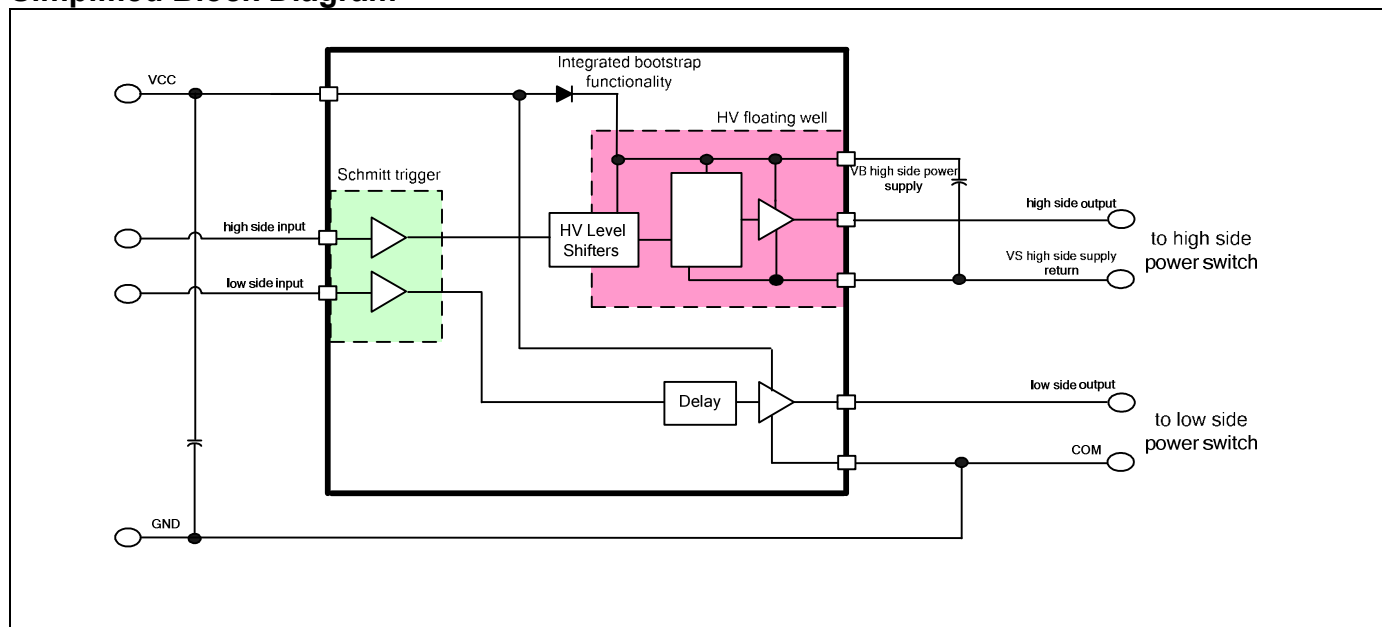 Simplified Block Diagram
VCC
Integrated bootstrap
functionality
HV floating well
Schmitt trigger
VB high side power
supply
high side input
HV Level
Shifters
high side output
to high side
power switch
VS high side supply
return
low side input
Delay
low side output
to low side
power switch
COM
GND